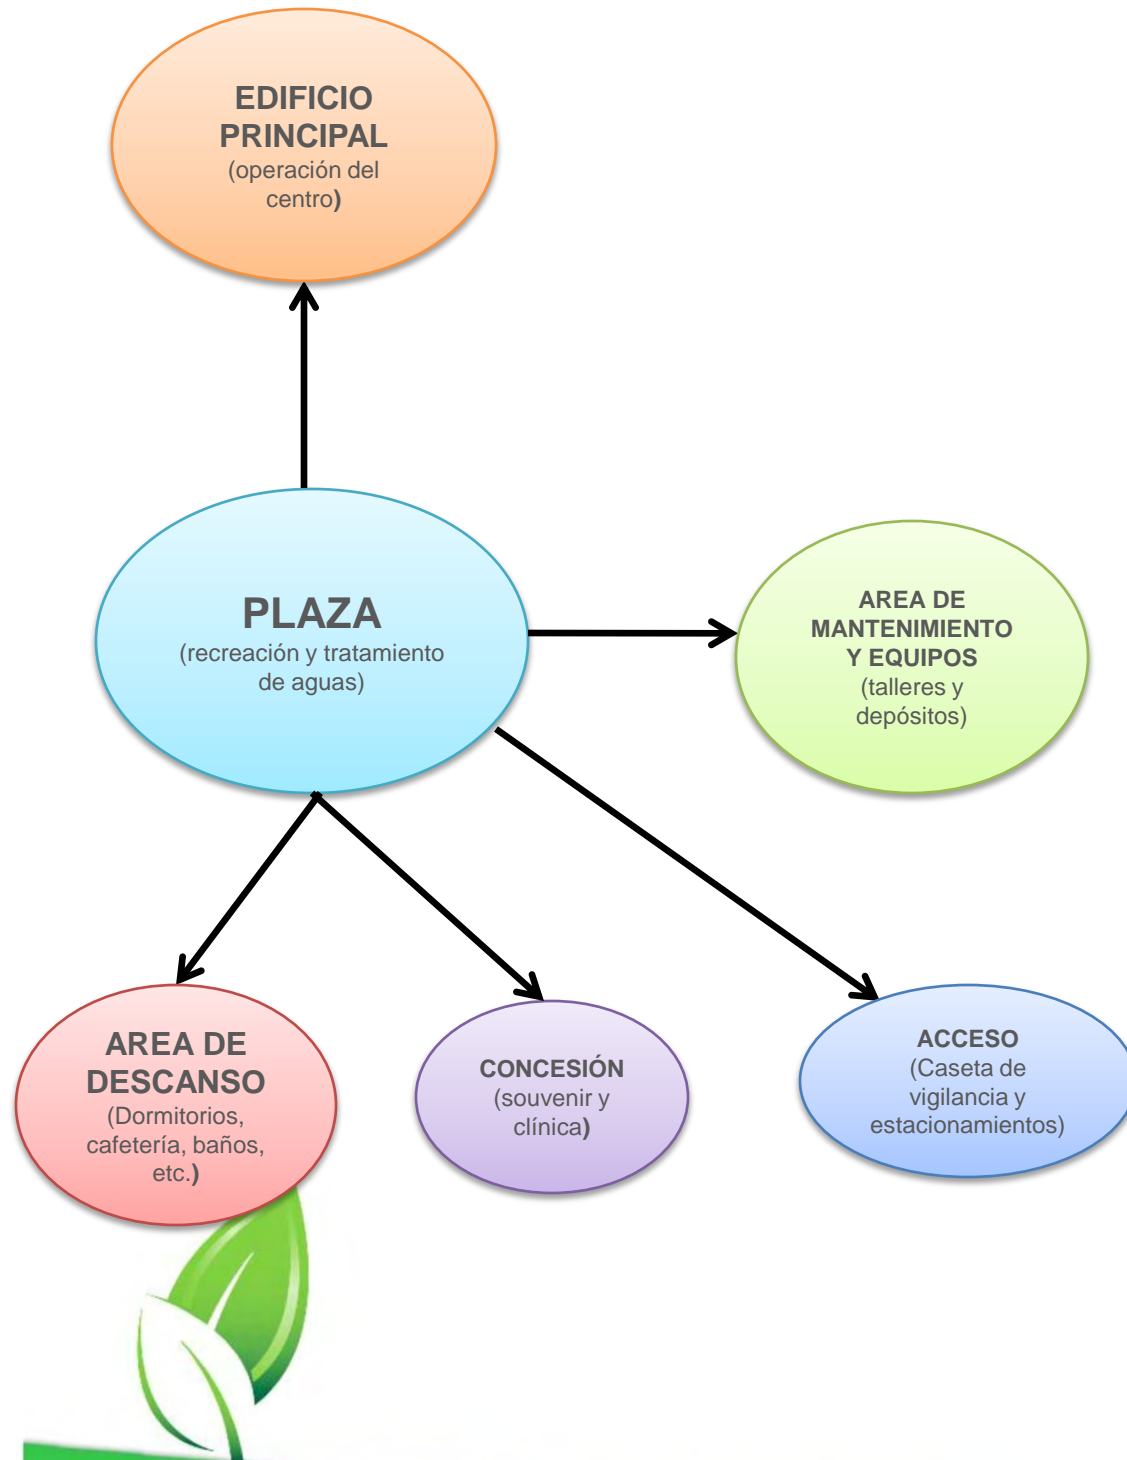 EDIFICIO
PRINCIPAL
(operación del
centro)
PLAZA
(recreación y tratamiento
de aguas)
AREA DE
MANTENIMIENTO
Y EQUIPOS
(talleres y
depósitos)
AREA DE
DESCANSO
(Dormitorios,
cafetería, baños,
etc.)
CONCESIÓN
(souvenir y
clínica)
ACCESO
(Caseta de
vigilancia y
estacionamientos)